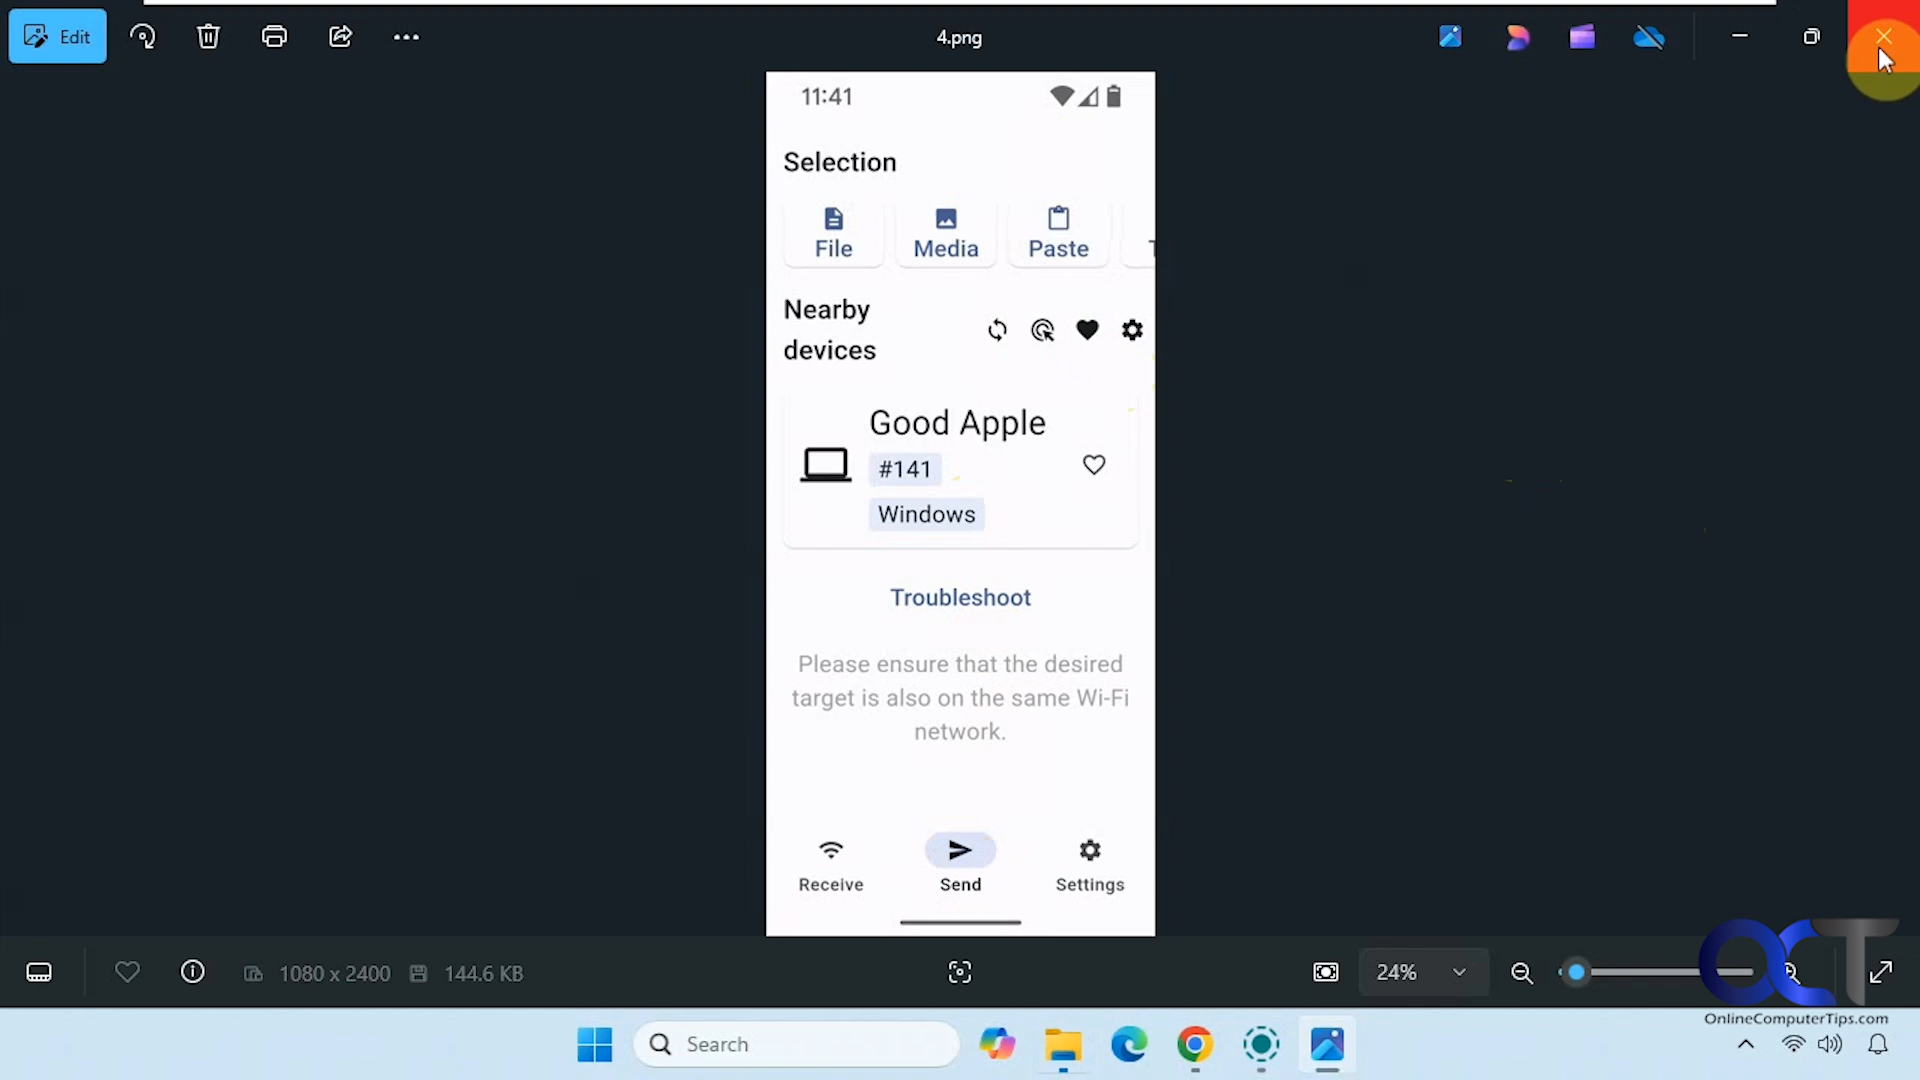 Edit
4.png
11:41
Selection
File Media Paste
Nearby
devices
Good Apple
#141
Windows
Troubleshoot
Please ensure that the desired
target is also on the same Wi-Fi
network.
Receive Send Settings
1080 x 2400 144.6 KB 24%
OCT
OnlineComputerTips.com
Search